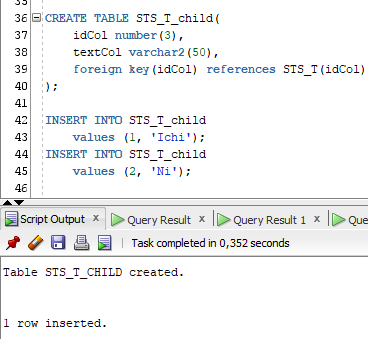 35
36 CREATE TABLE STS_T_child(
37 idCol number(3),
38 textCol varchar2(50),
39 foreign key(idCol) references STS_T(idCol)
40 );
41
42 INSERT INTO STS_T_child
43 values (1, 'Ichi');
44 INSERT INTO STS_T_child
45 values (2, 'Ni');
46
Script Output x Query Result x Query Result 1 x Que
Task completed in 0,352 seconds
Table STS_T_CHILD created.
1 row inserted.